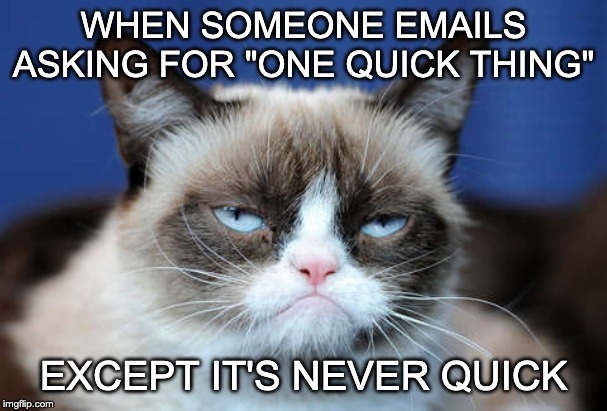 WHEN SOMEONE EMAILS
ASKING FOR "ONE QUICK THING"
EXCEPT IT'S NEVER QUICK
imgflip.com